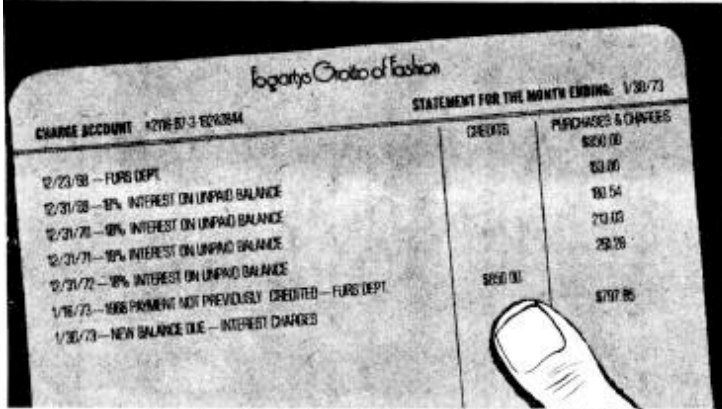 Fogarty's Grotto of Fashion
CHARGE ACCOUNT
STATEMENT FOR THE MONTH ENDING: 1/30/73
CREDITS
PURCHASES & CHARGES
12/23/68 — FURS DEPT. $850.00
12/31/69 — 18% INTEREST ON UNPAID BALANCE 153.00
12/31/70 — 18% INTEREST ON UNPAID BALANCE 180.54
12/31/71 — 18% INTEREST ON UNPAID BALANCE 213.03
12/31/72 — 18% INTEREST ON UNPAID BALANCE 251.28
1/16/73 — 1968 PAYMENT NOT PREVIOUSLY CREDITED — FURS DEPT. $850.00
1/30/73 — NEW BALANCE DUE — INTEREST CHARGES $797.85